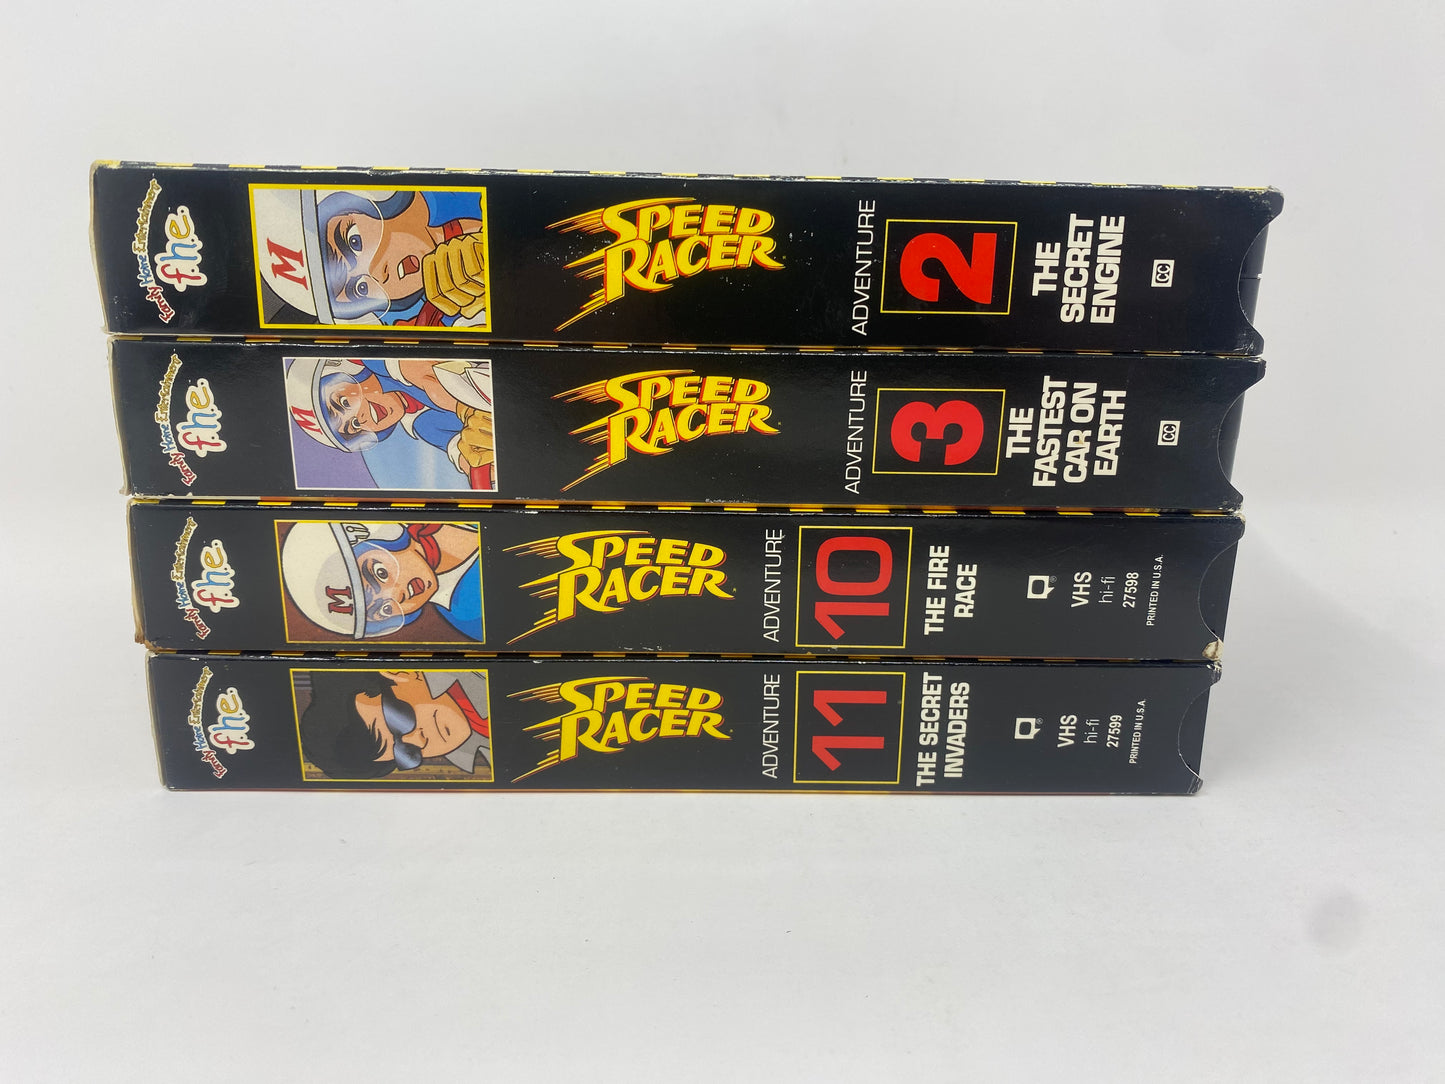 Family Home Entertainment
f.h.e.
M
SPEED
RACER
ADVENTURE
2
THE
SECRET
ENGINE
CC
Family Home Entertainment
f.h.e.
M
SPEED
RACER
ADVENTURE
3
THE
FASTEST
CAR ON
EARTH
CC
Family Home Entertainment
f.h.e.
M
SPEED
RACER
ADVENTURE
10
THE FIRE
RACE
®
VHS
hi-fi
27598
PRINTED IN U.S.A.
Family Home Entertainment
f.h.e.
SPEED
RACER
ADVENTURE
11
THE SECRET
INVADERS
®
VHS
hi-fi
27599
PRINTED IN U.S.A.